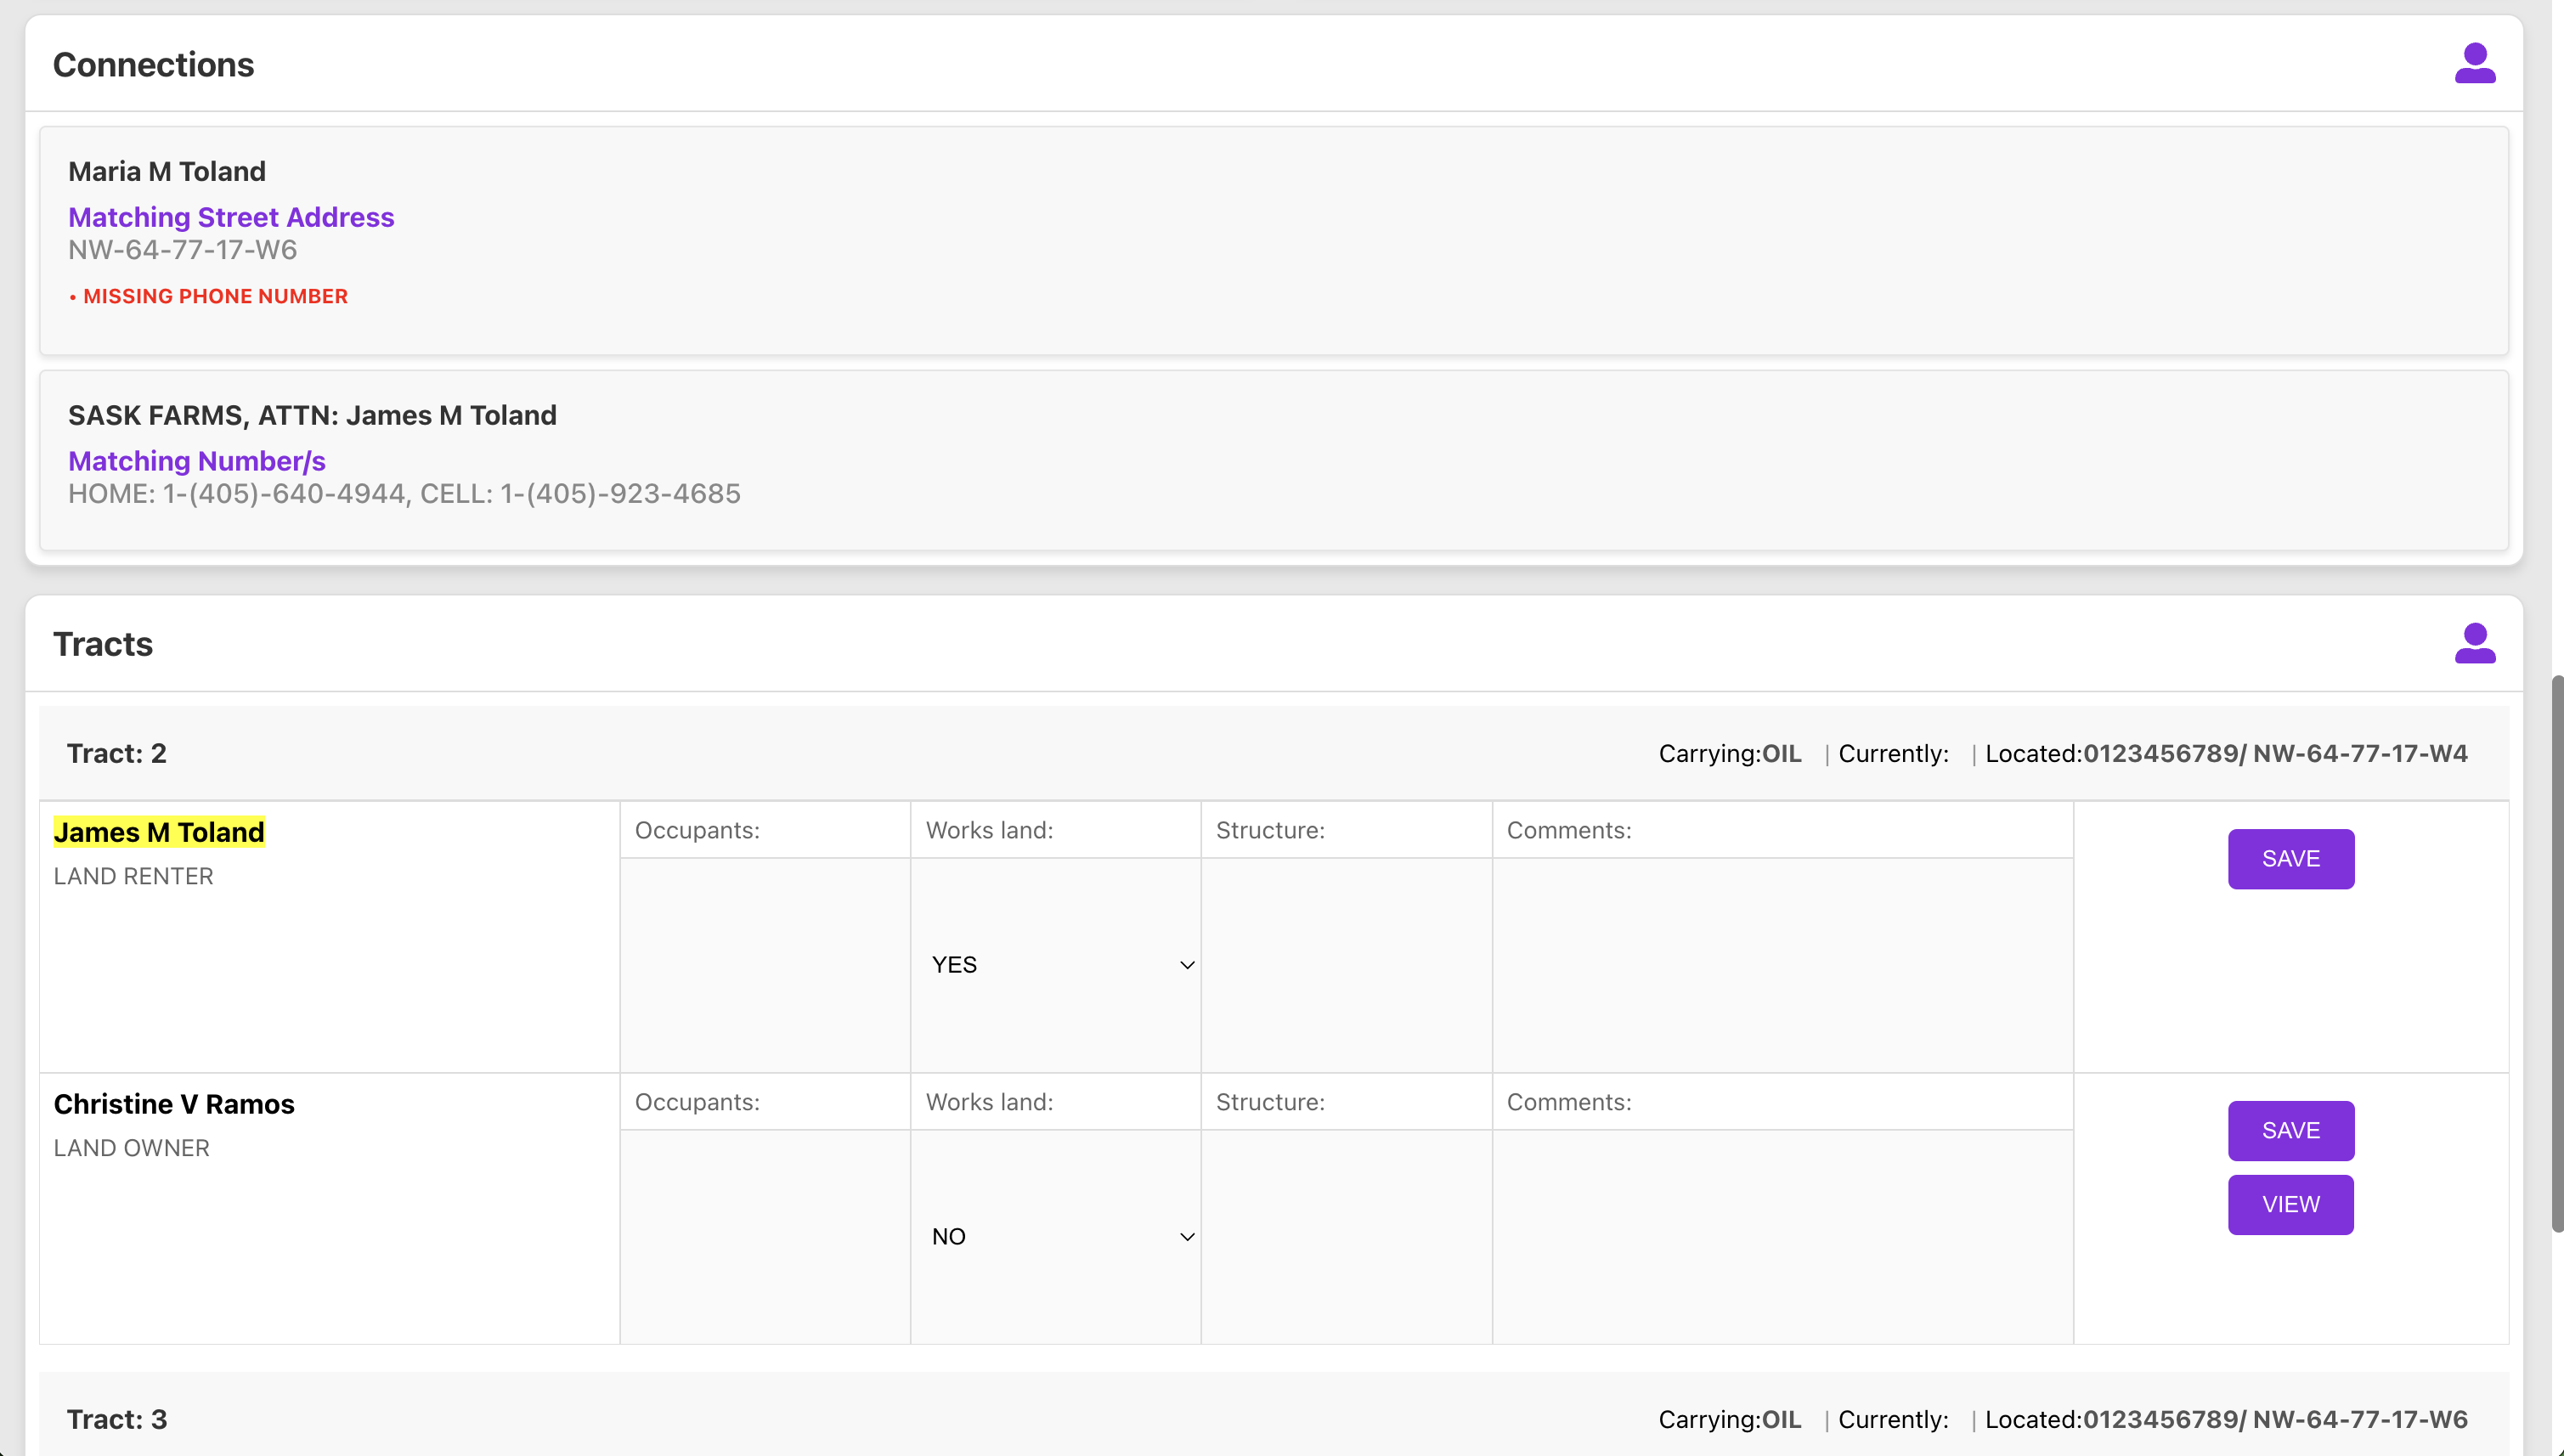 Connections
Maria M Toland
Matching Street Address
NW-64-77-17-W6
• MISSING PHONE NUMBER
SASK FARMS, ATTN: James M Toland
Matching Number/s
HOME: 1-(405)-640-4944, CELL: 1-(405)-923-4685
Tracts
Tract: 2 Carrying:OIL | Currently: | Located:0123456789/ NW-64-77-17-W4
James M Toland Occupants: Works land: Structure: Comments:
SAVE
LAND RENTER
YES
Christine V Ramos Occupants: Works land: Structure: Comments:
SAVE
LAND OWNER
VIEW
NO
Tract: 3 Carrying:OIL | Currently: | Located:0123456789/ NW-64-77-17-W6